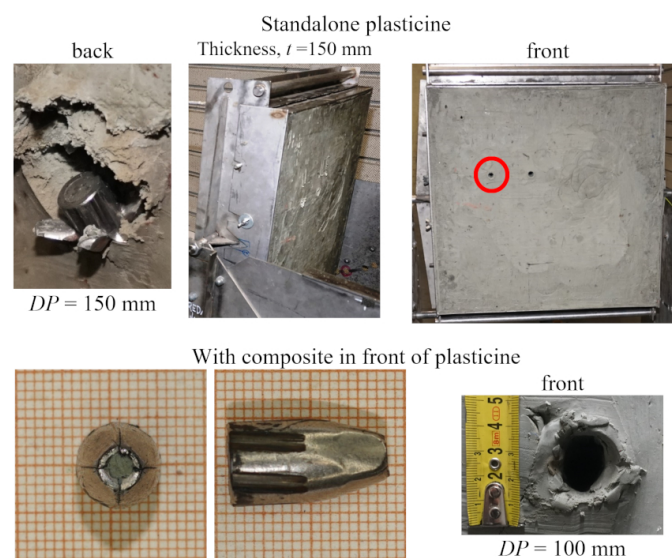 Standalone plasticine
back
Thickness, t =150 mm
front
DP = 150 mm
With composite in front of plasticine
front
2 3 4 5
DP = 100 mm